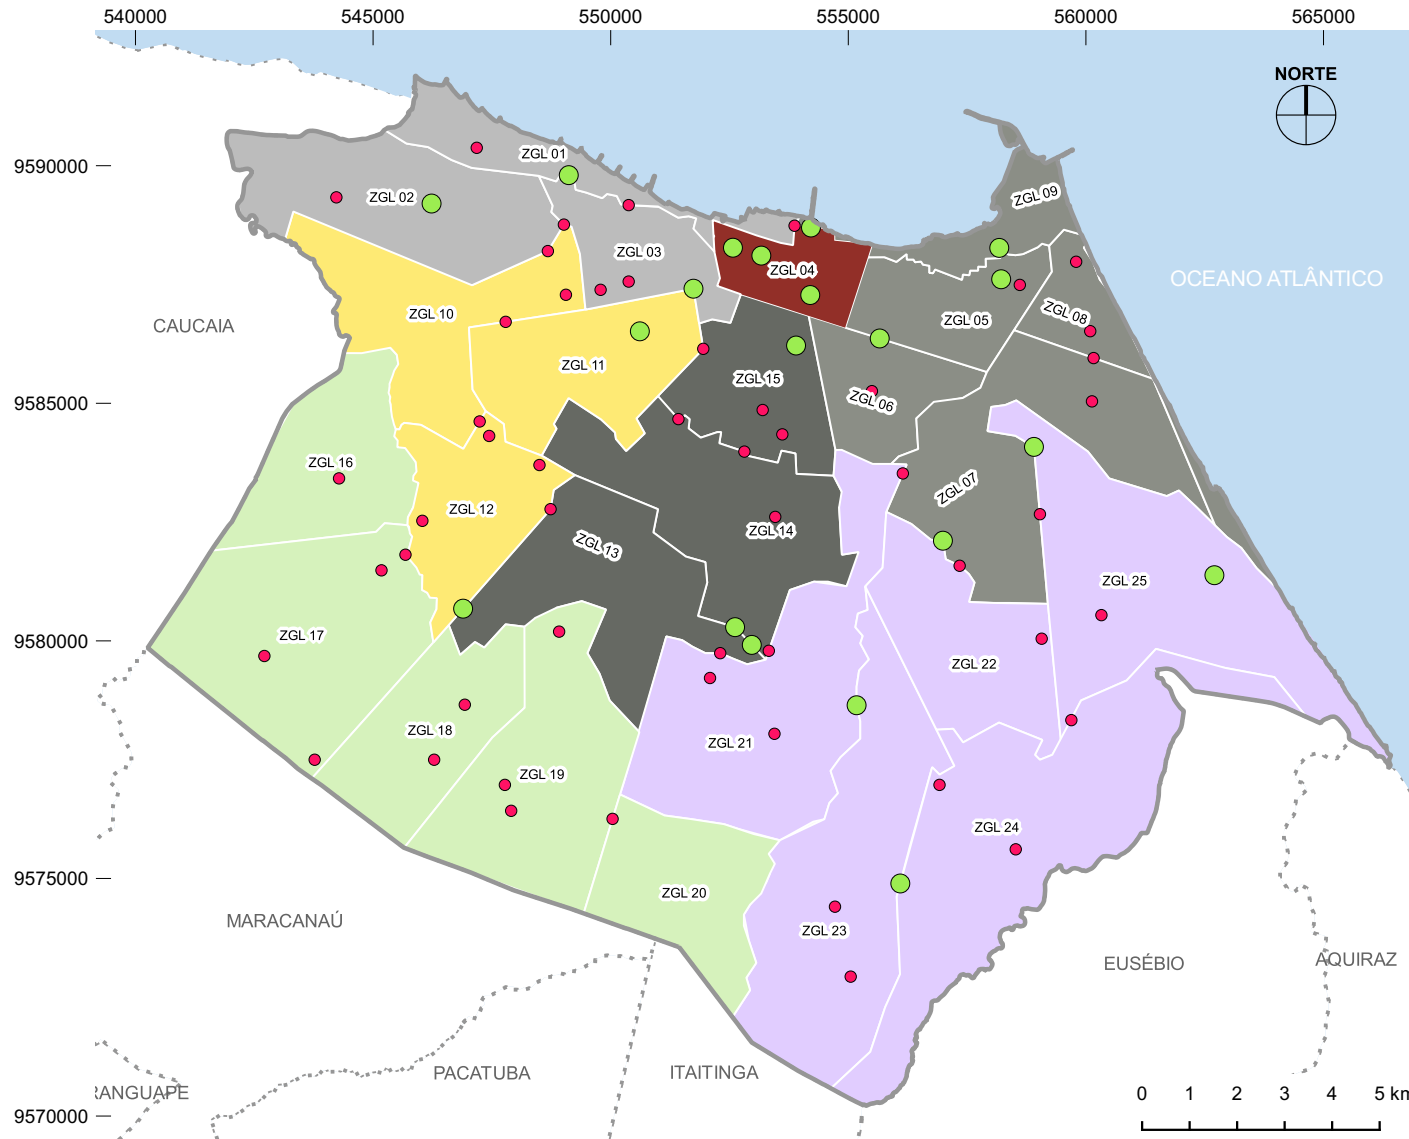 540000 545000 550000 555000 560000 565000
NORTE
9590000
9585000
9580000
9575000
9570000
ZGL 01
ZGL 02
ZGL 09
ZGL 03
ZGL 04
OCEANO ATLÂNTICO
ZGL 10
ZGL 05
ZGL 08
CAUCAIA
ZGL 11
ZGL 15
ZGL 06
ZGL 16
ZGL 07
ZGL 12
ZGL 14
ZGL 13
ZGL 25
ZGL 17
ZGL 22
ZGL 18
ZGL 21
ZGL 19
ZGL 24
ZGL 20
MARACANAÚ
ZGL 23
EUSÉBIO
AQUIRAZ
PACATUBA
ITAITINGA
RANGUAPE
0 1 2 3 4 5 km